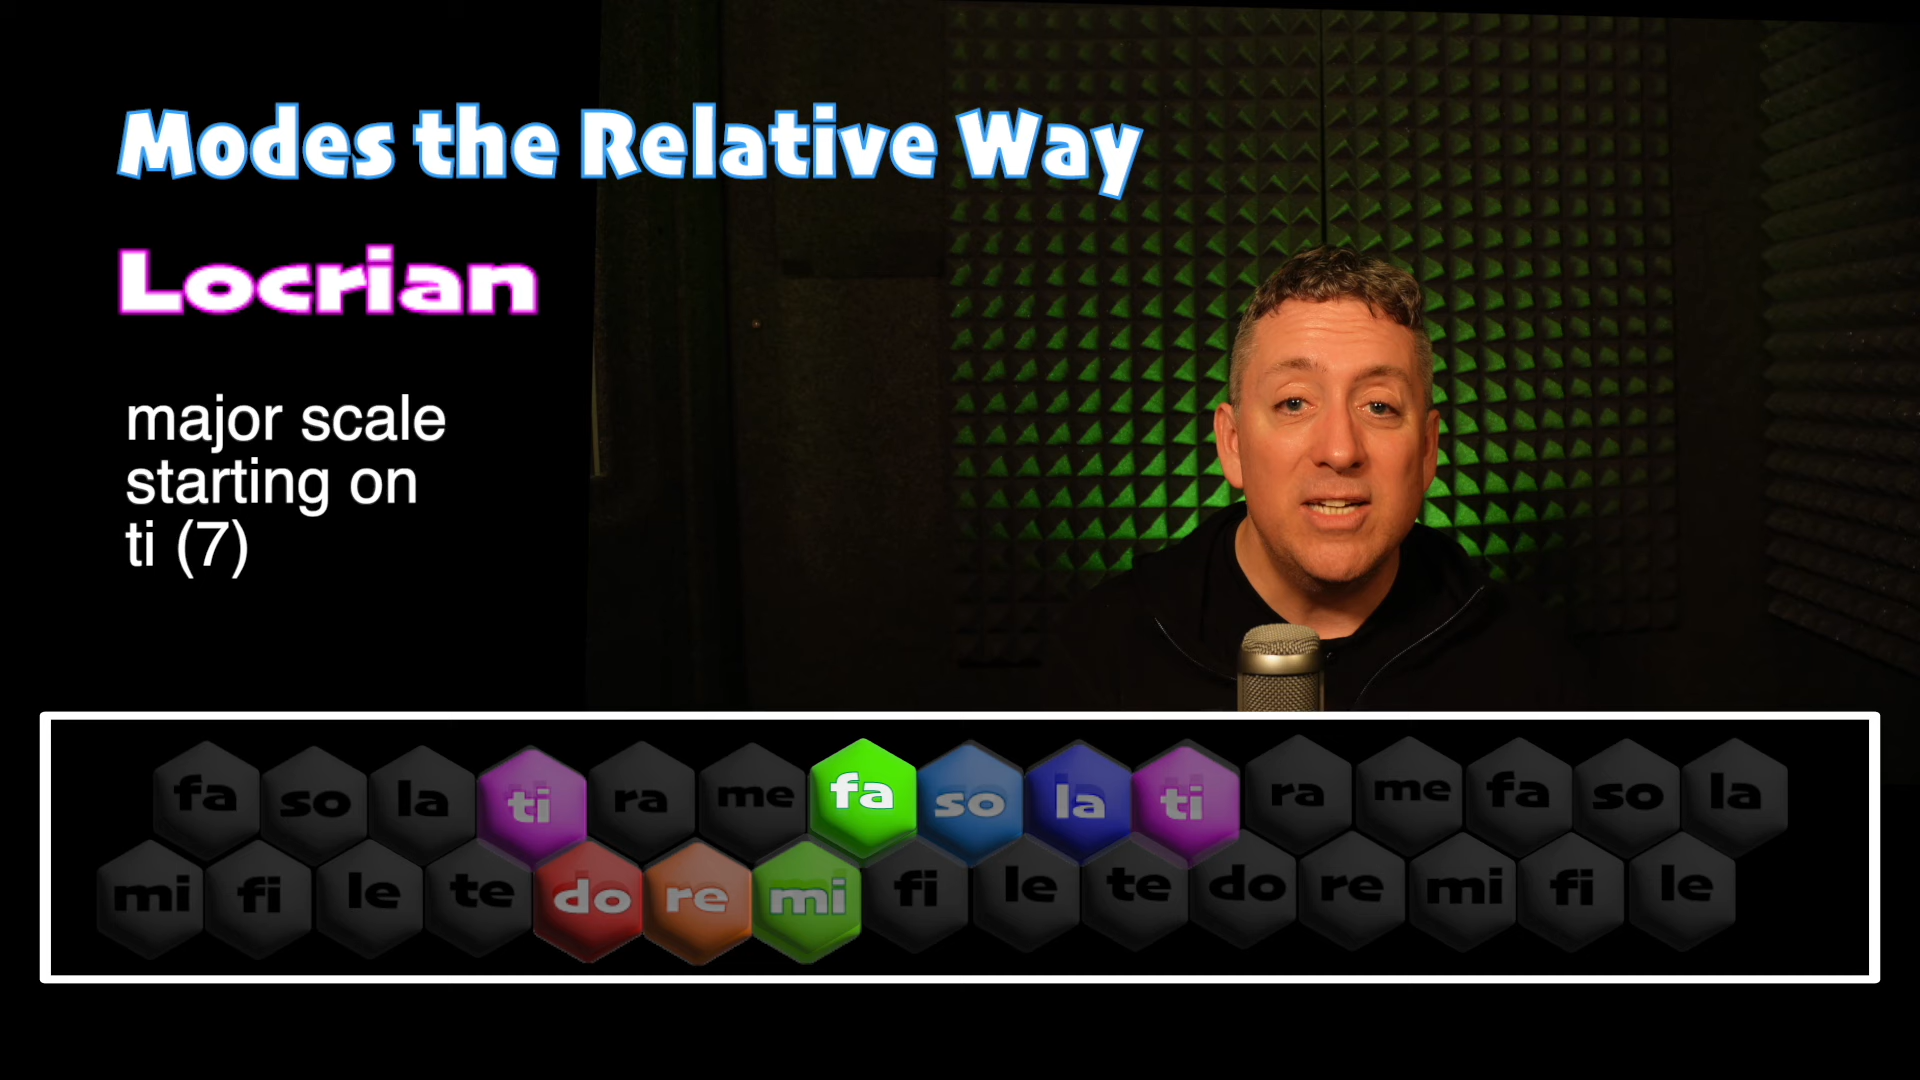 Modes the Relative Way
Locrian
major scale
starting on
ti (7)
fa so la ti ra me fa so la ti ra me fa so la
mi fi le te do re mi fi le te do re mi fi le